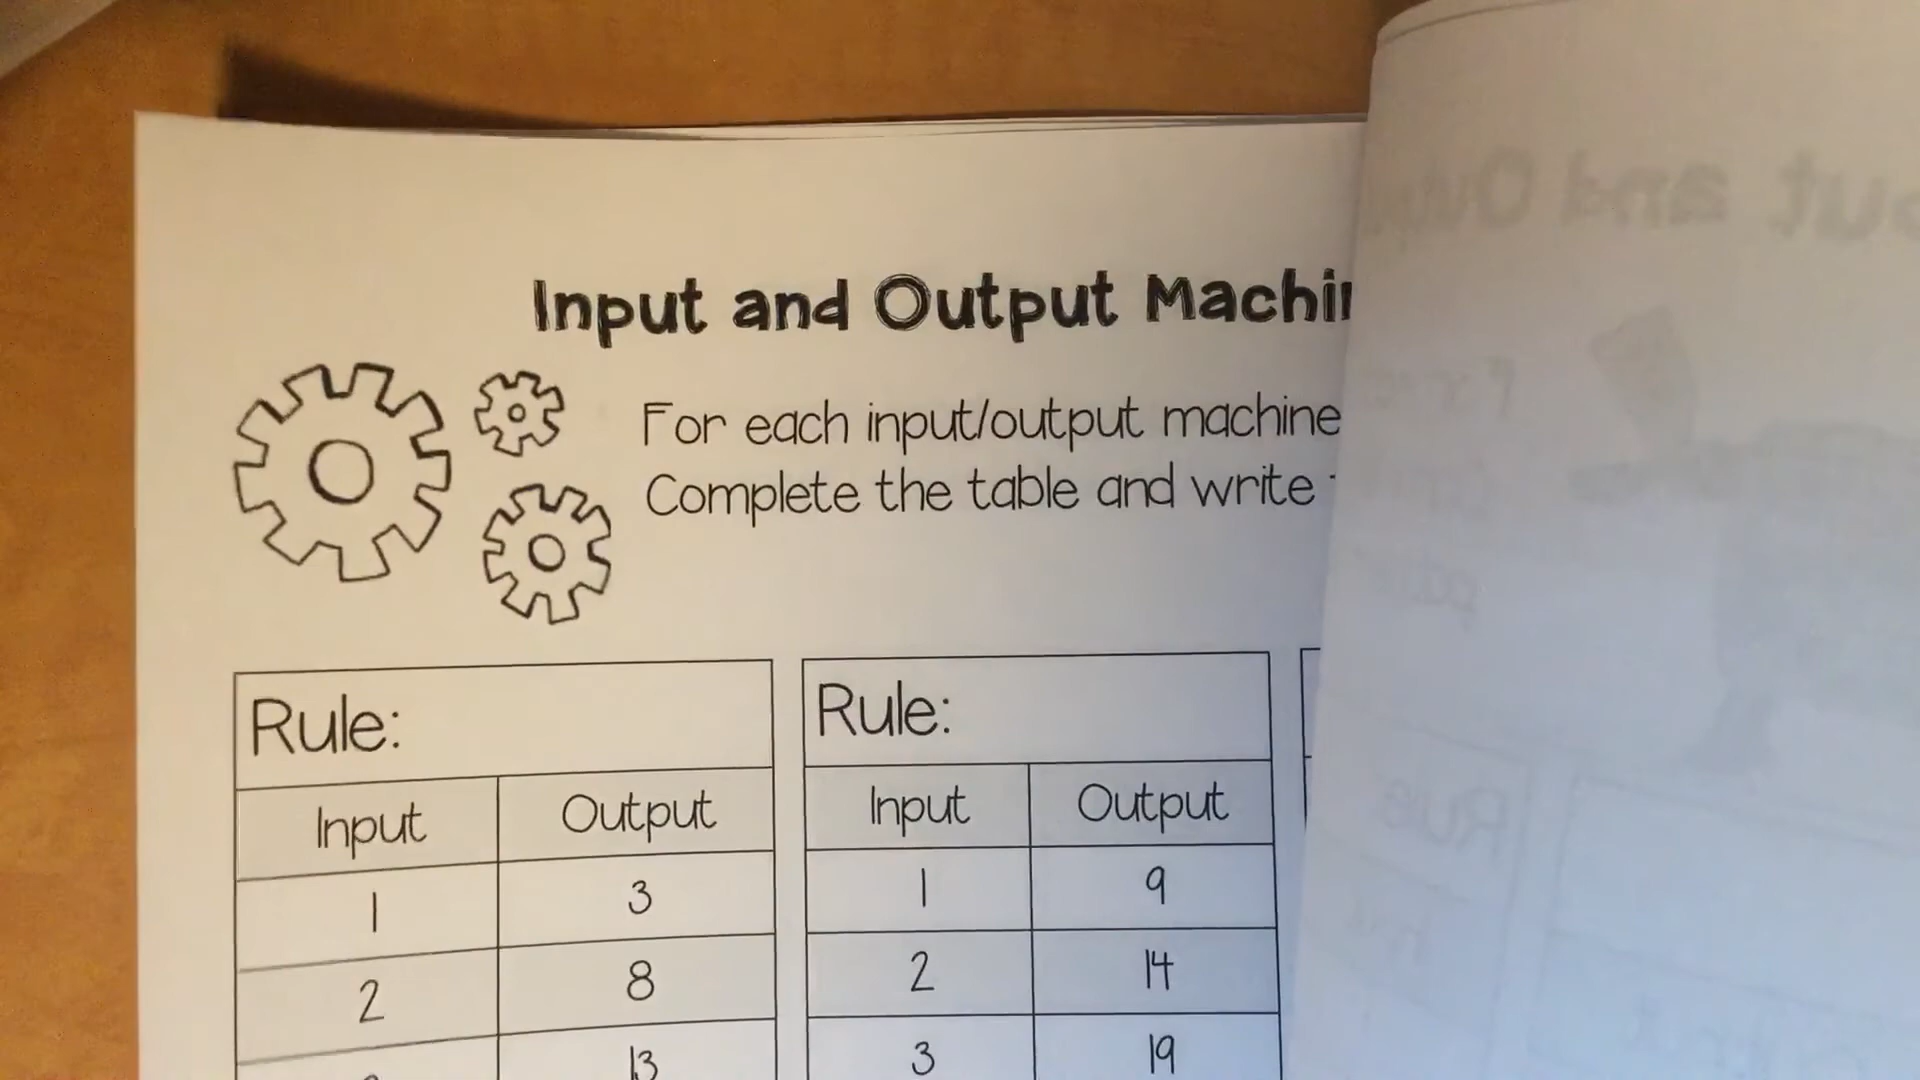 Input and Output Machin
For each input/output machine
Complete the table and write
Rule:
Input Output
1 3
2 8
13
Rule:
Input Output
1 9
2 14
3 19